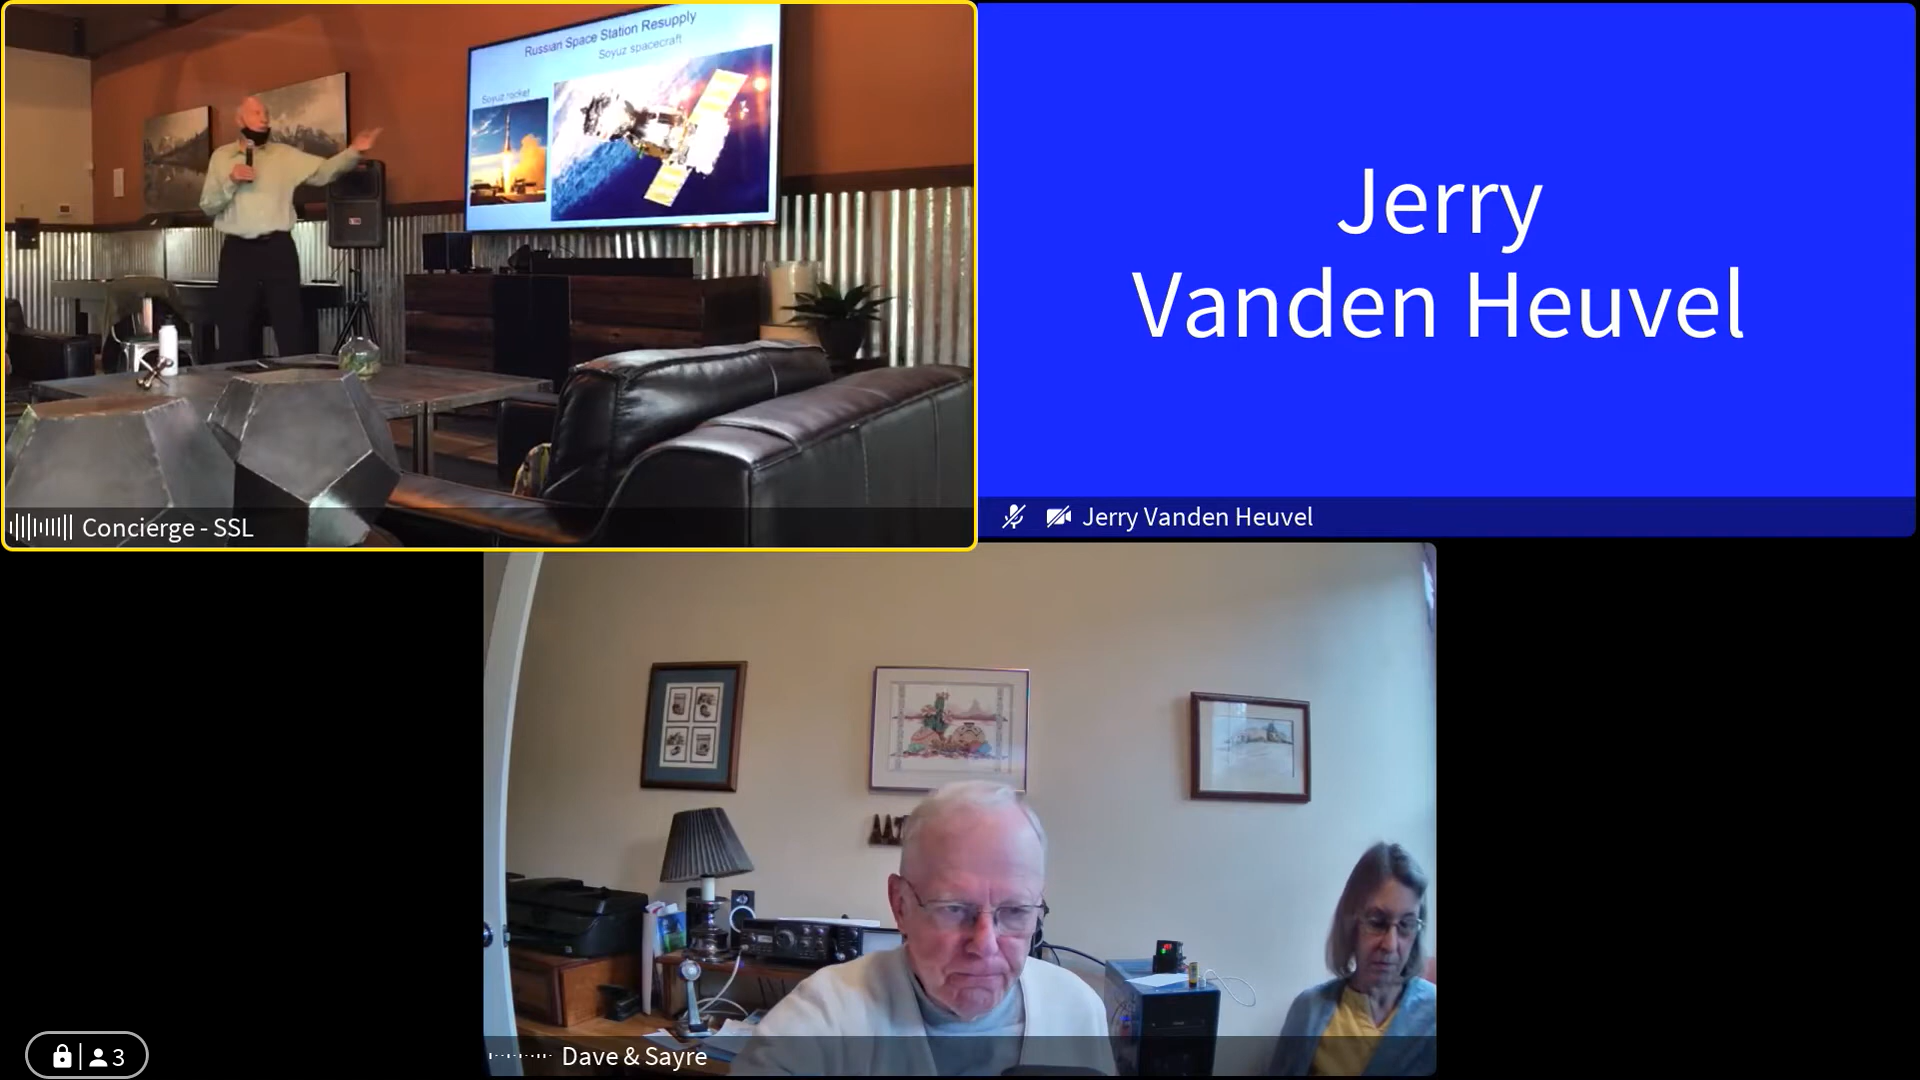 Russian Space Station Resupply
Soyuz spacecraft
Soyuz rocket
Concierge - SSL
Jerry
Vanden Heuvel
Jerry Vanden Heuvel
Dave & Sayre
3